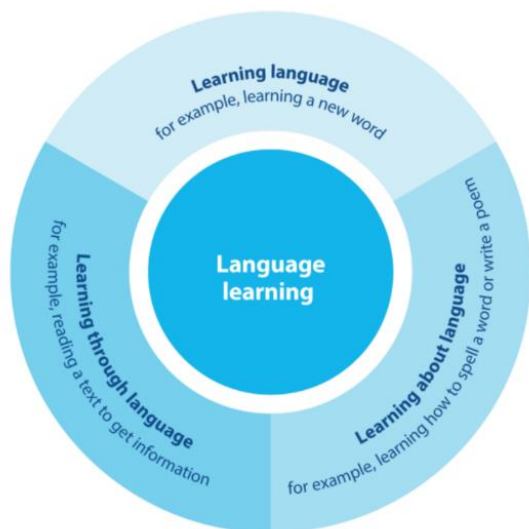 Learning language
for example, learning a new word
Language
learning
Learning through language
for example, reading a text to get information
Learning about language
for example, learning how to spell a word or write a poem